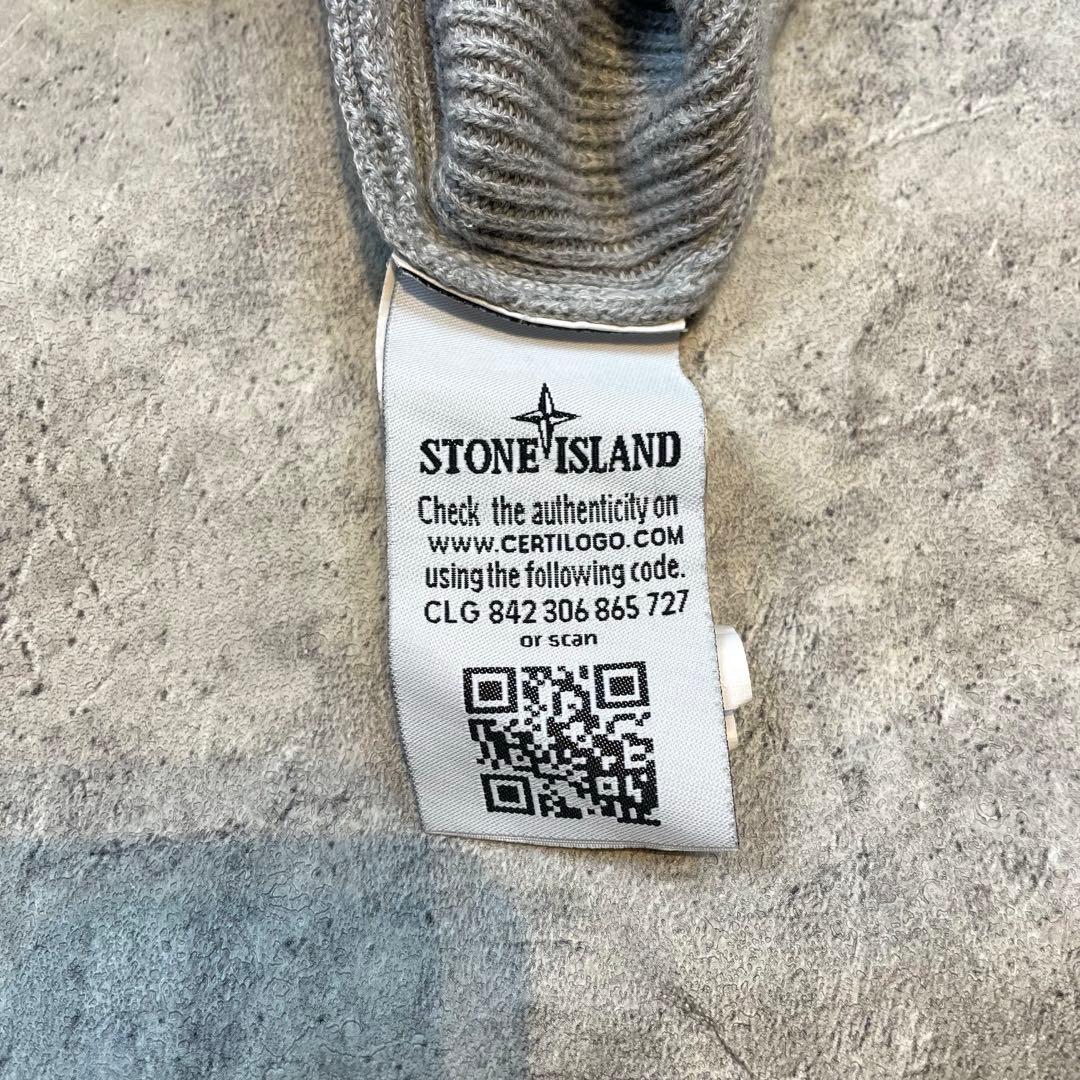 STONE ISLAND
Check the authenticity on
WWW.CERTILOGO.COM
using the following code.
CLG 842 306 865 727
or scan